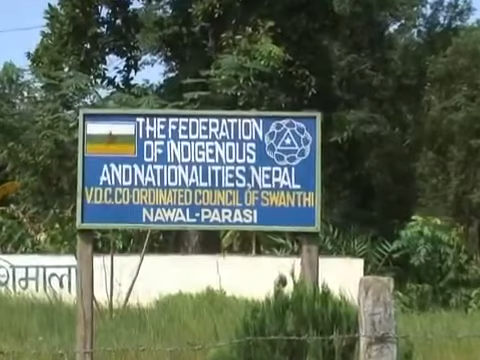 THE FEDERATION
OF INDIGENOUS
AND NATIONALITIES, NEPAL
V.D.C. CO-ORDINATED COUNCIL OF SWANTHI
NAWAL-PARASI
शिमाल